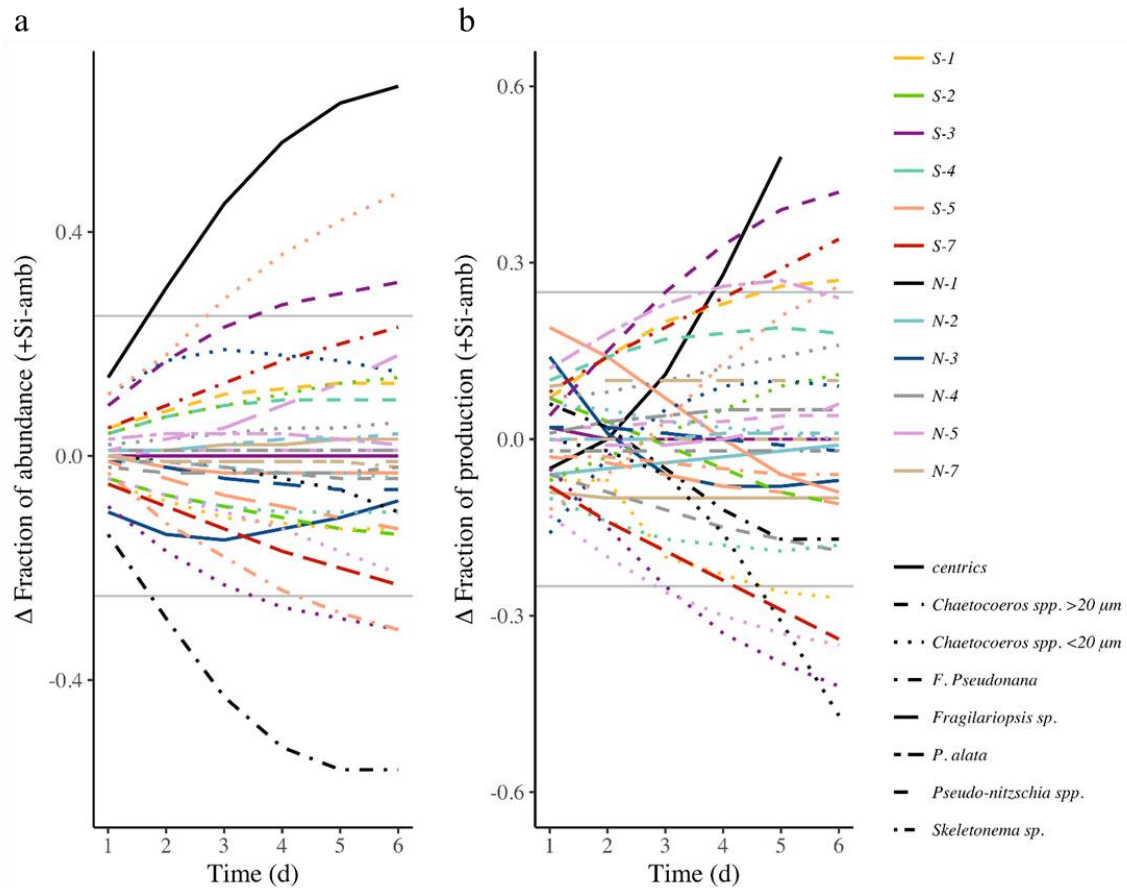 a
b
Δ Fraction of abundance (+Si-amb)
0.4
0.0
-0.4
1 2 3 4 5 6
Time (d)
Δ Fraction of production (+Si-amb)
0.6
0.3
0.0
-0.3
-0.6
1 2 3 4 5 6
Time (d)
S-1
S-2
S-3
S-4
S-5
S-7
N-1
N-2
N-3
N-4
N-5
N-7
centrics
Chaetocoeros spp. >20 μm
Chaetocoeros spp. <20 μm
F. Pseudonana
Fragilariopsis sp.
P. alata
Pseudo-nitzschia spp.
Skeletonema sp.